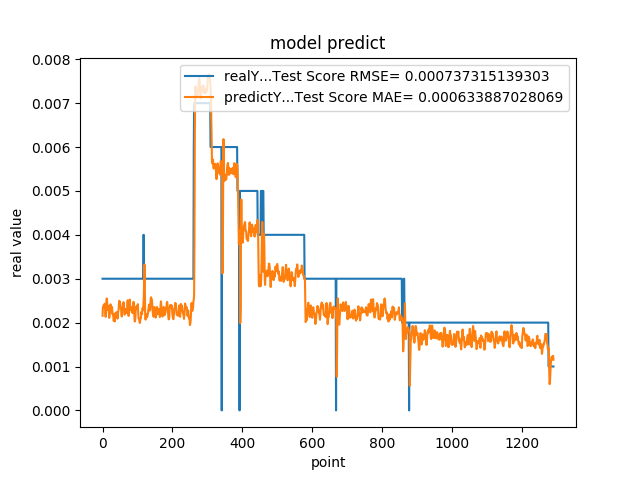 model predict
realY...Test Score RMSE= 0.000737315139303
predictY...Test Score MAE= 0.000633887028069
real value
0.008
0.007
0.006
0.005
0.004
0.003
0.002
0.001
0.000
0 200 400 600 800 1000 1200
point